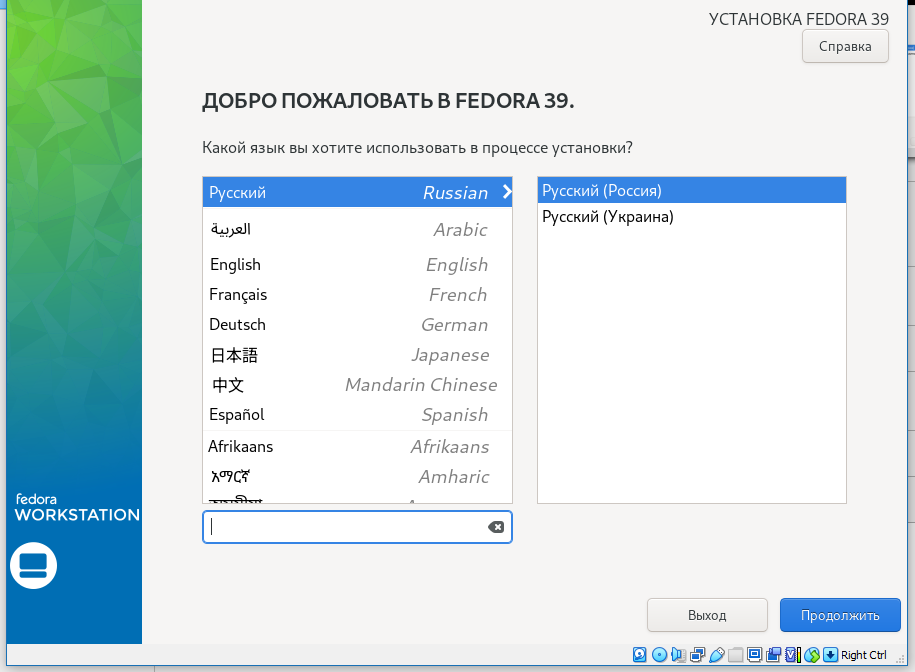 УСТАНОВКА FEDORA 39
Справка
ДОБРО ПОЖАЛОВАТЬ В FEDORA 39.
Какой язык вы хотите использовать в процессе установки?
Русский Russian
العربية Arabic
English English
Français French
Deutsch German
日本語 Japanese
中文 Mandarin Chinese
Español Spanish
Afrikaans Afrikaans
አማርኛ Amharic
Русский (Россия)
Русский (Украина)
fedora
WORKSTATION
Выход
Продолжить
Right Ctrl